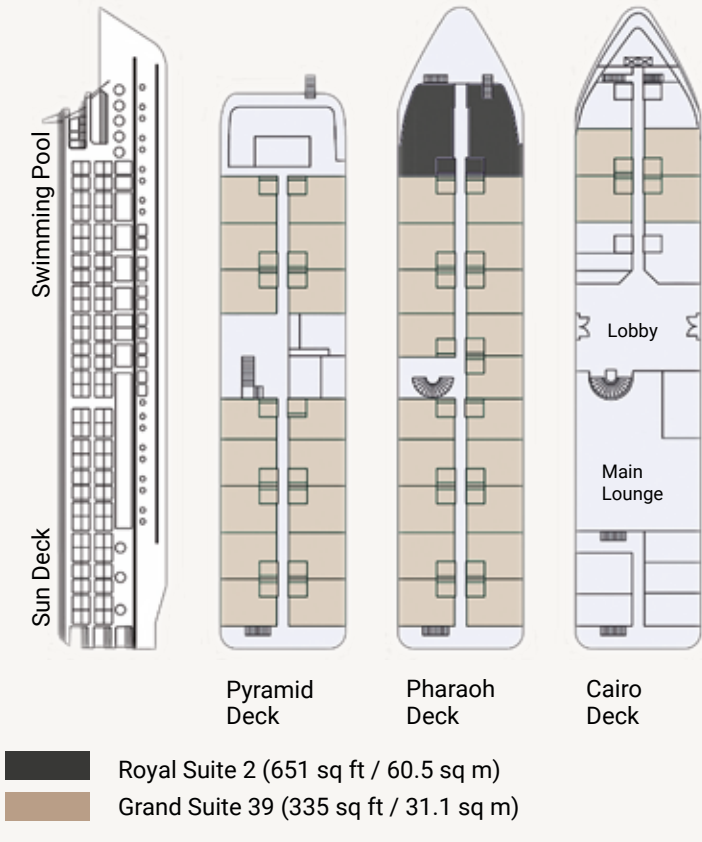 Swimming Pool
Sun Deck
Lobby
Main
Lounge
Pyramid
Deck
Pharaoh
Deck
Cairo
Deck
Royal Suite 2 (651 sq ft / 60.5 sq m)
Grand Suite 39 (335 sq ft / 31.1 sq m)